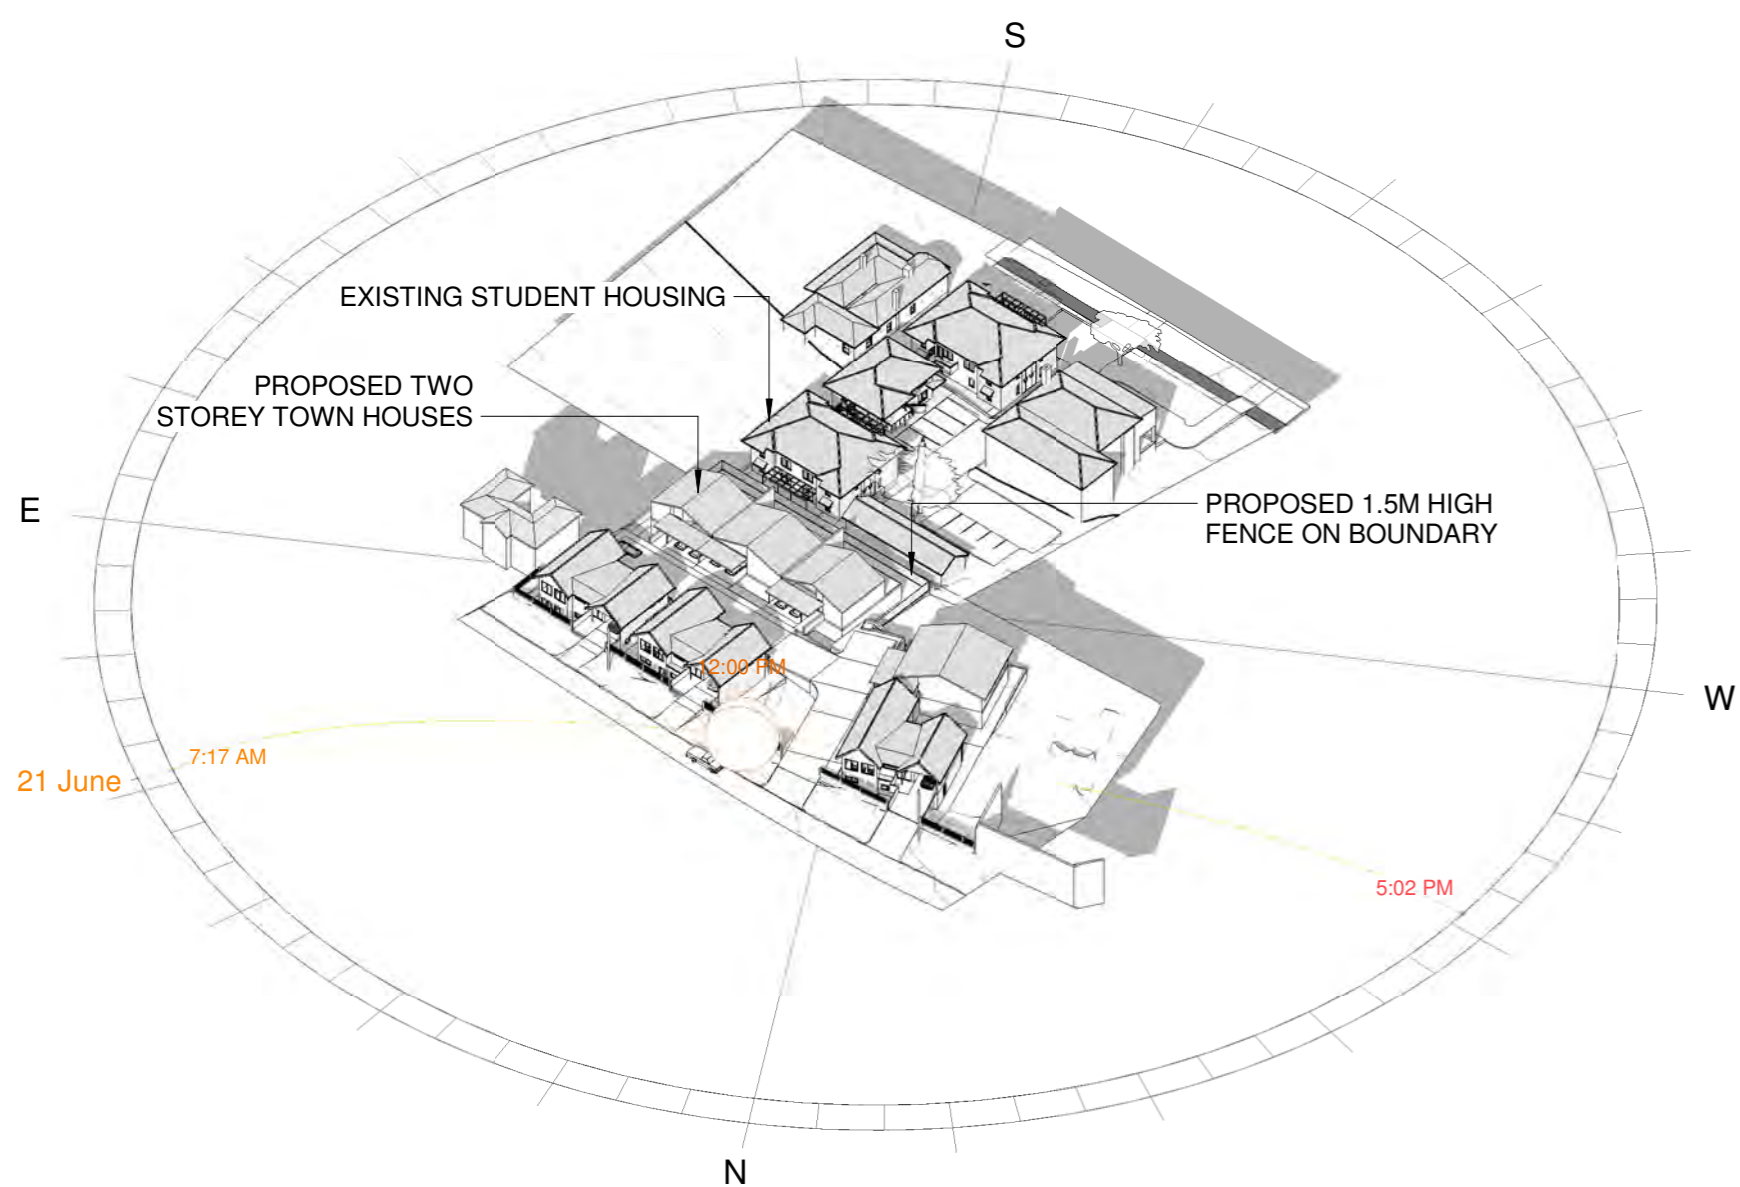 S
EXISTING STUDENT HOUSING
PROPOSED TWO
STOREY TOWN HOUSES
E
PROPOSED 1.5M HIGH
FENCE ON BOUNDARY
12:00 PM
W
7:17 AM
21 June
5:02 PM
N